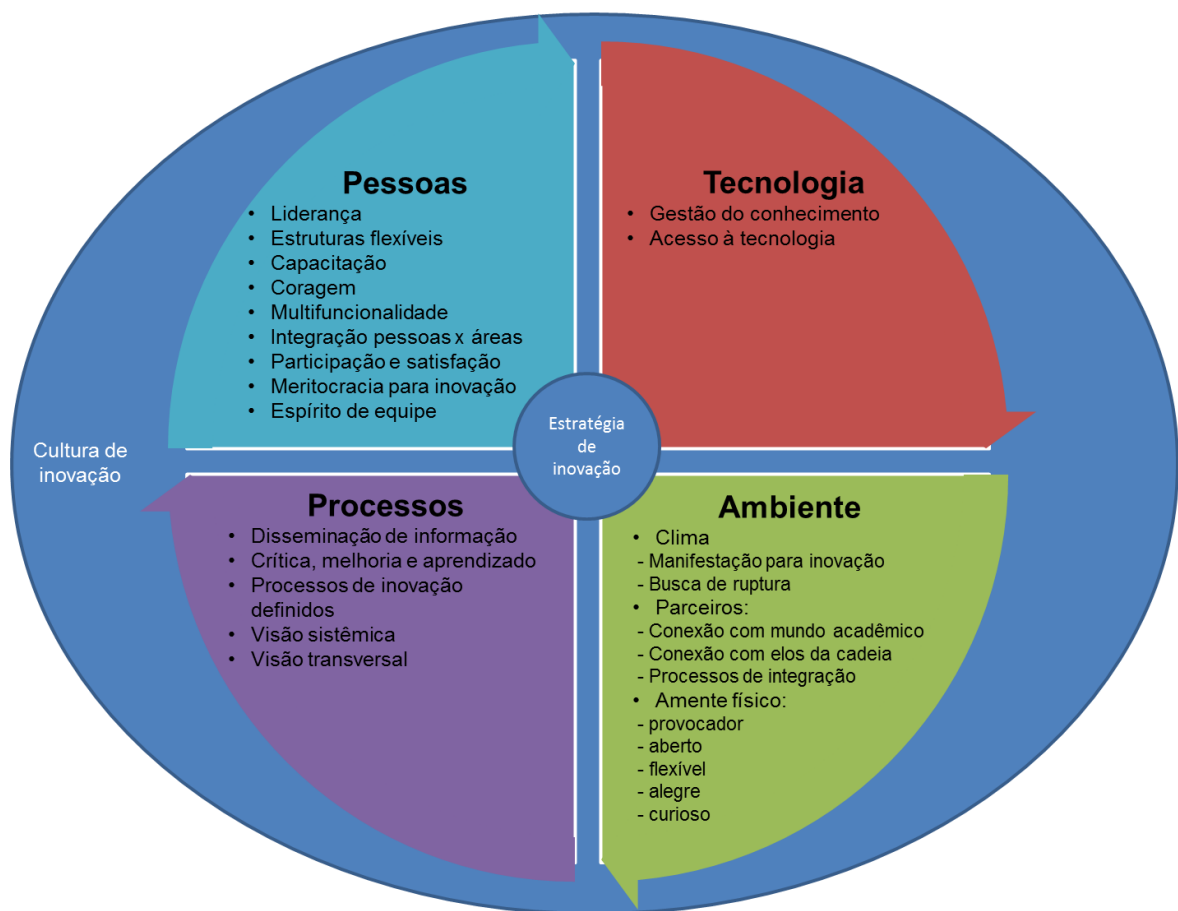 Pessoas
• Liderança
• Estruturas flexíveis
• Capacitação
• Coragem
• Multifuncionalidade
• Integração pessoas x áreas
• Participação e satisfação
• Meritocracia para inovação
• Espírito de equipe
Tecnologia
• Gestão do conhecimento
• Acesso à tecnologia
Cultura de
inovação
Estratégia
de
inovação
Processos
• Disseminação de informação
• Crítica, melhoria e aprendizado
• Processos de inovação
definidos
• Visão sistêmica
• Visão transversal
Ambiente
• Clima
- Manifestação para inovação
- Busca de ruptura
• Parceiros:
- Conexão com mundo acadêmico
- Conexão com elos da cadeia
- Processos de integração
• Amente físico:
- provocador
- aberto
- flexível
- alegre
- curioso